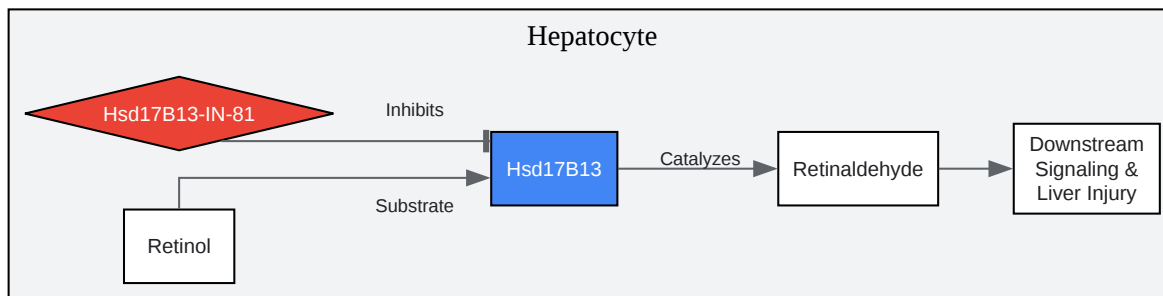 Hepatocyte
Hsd17B13-IN-81
Inhibits
Hsd17B13
Catalyzes
Retinaldehyde
Downstream
Signaling &
Liver Injury
Substrate
Retinol